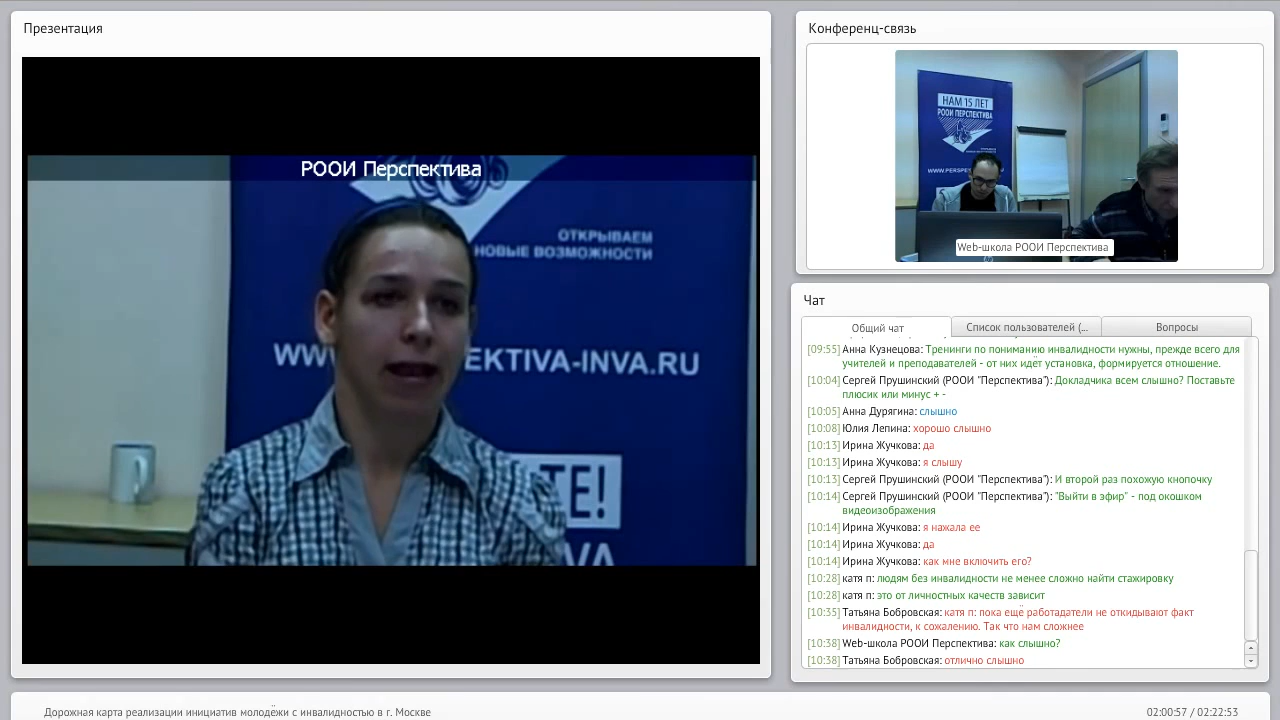 Презентация
РООИ Перспектива
ОТКРЫВАЕМ
НОВЫЕ ВОЗМОЖНОСТИ
EKTIVA-INVA.RU
ТЕ!
Конференц-связь
НАМ 15 ЛЕТ
РООИ ПЕРСПЕКТИВА
Web-школа РООИ Перспектива
Чат
Общий чат
Список пользователей (...
Вопросы
[09:55] Анна Кузнецова: Тренинги по пониманию инвалидности нужны, прежде всего для
учителей и преподавателей - от них идёт установка, формируется отношение.
[10:04] Сергей Прушинский (РООИ "Перспектива"): Докладчика всем слышно? Поставьте
плюсик или минус + -
[10:05] Анна Дурягина: слышно
[10:08] Юлия Лепина: хорошо слышно
[10:13] Ирина Жучкова: да
[10:13] Ирина Жучкова: я слышу
[10:13] Сергей Прушинский (РООИ "Перспектива"): И второй раз похожую кнопочку
[10:14] Сергей Прушинский (РООИ "Перспектива"): "Выйти в эфир" - под окошком
видеоизображения
[10:14] Ирина Жучкова: я нажала ее
[10:14] Ирина Жучкова: да
[10:14] Ирина Жучкова: как мне включить его?
[10:28] катя п: людям без инвалидности не менее сложно найти стажировку
[10:28] катя п: это от личностных качеств зависит
[10:35] Татьяна Бобровская: катя п: пока ещё работадатели не откидывают факт
инвалидности, к сожалению. Так что нам сложнее
[10:38] Web-школа РООИ Перспектива: как слышно?
[10:38] Татьяна Бобровская: отлично слышно
Дорожная карта реализации инициатив молодёжи с инвалидностью в г. Москве
02:00:57 / 02:22:53